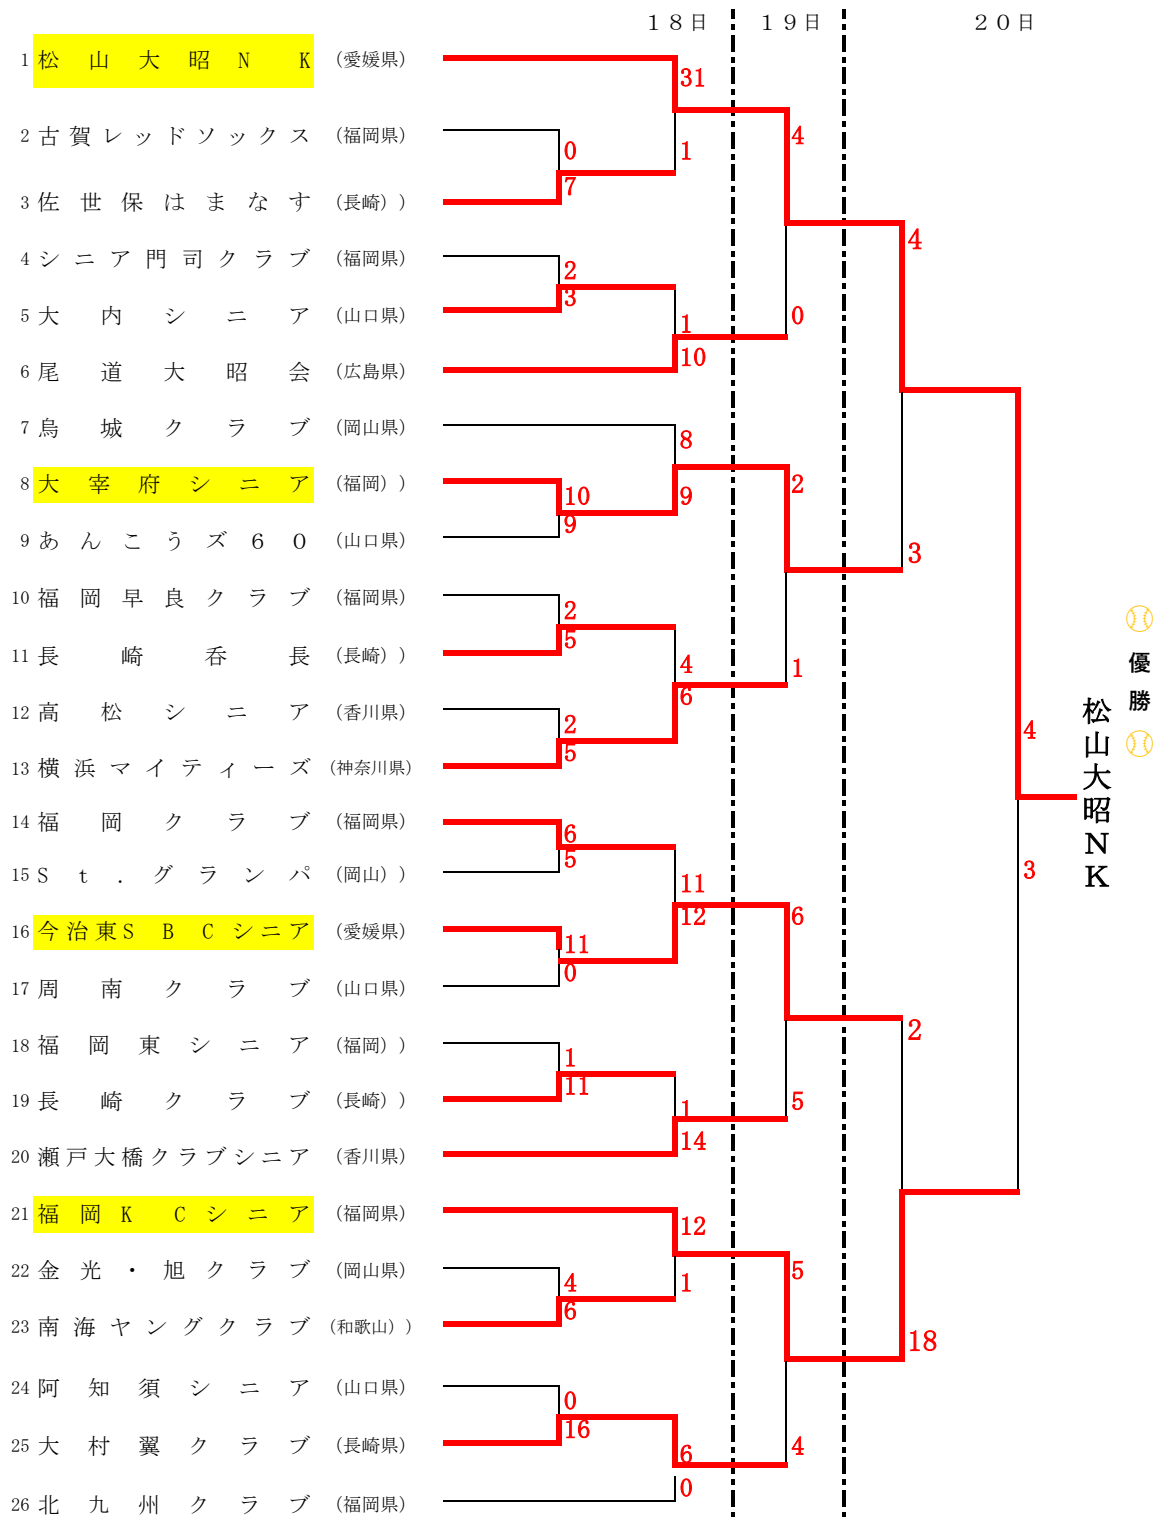 １８日 １９日 ２０日
1 松山大昭NK (愛媛県)
31
2 古賀レッドソックス (福岡県)
0
1
4
7
3 佐世保はまなす (長崎))
4 シニア門司クラブ (福岡県)
2
4
3
5 大内シニア (山口県)
1
0
10
6 尾道大昭会 (広島県)
7 烏城クラブ (岡山県)
8
8 大宰府シニア (福岡))
10
9
2
9
9 あんこうズ６０ (山口県)
3
10 福岡早良クラブ (福岡県)
2
5
11 長崎呑長 (長崎))
4
1
6
12 高松シニア (香川県)
2
5
13 横浜マイティーズ (神奈川県)
優勝
松山大昭NK
4
3
14 福岡クラブ (福岡県)
6
5
15 St.グランパ (岡山))
11
12
6
16 今治東SBCシニア (愛媛県)
11
0
17 周南クラブ (山口県)
2
18 福岡東シニア (福岡))
1
11
19 長崎クラブ (長崎))
1
5
14
20 瀬戸大橋クラブシニア (香川県)
21 福岡KCシニア (福岡県)
12
22 金光・旭クラブ (岡山県)
4
1
5
6
23 南海ヤングクラブ (和歌山))
18
24 阿知須シニア (山口県)
0
16
25 大村翼クラブ (長崎県)
6
4
0
26 北九州クラブ (福岡県)